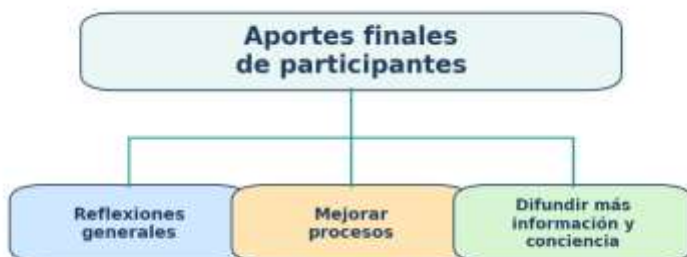 Aportes finales
de participantes
Reflexiones
generales
Mejorar
procesos
Difundir más
información y
conciencia